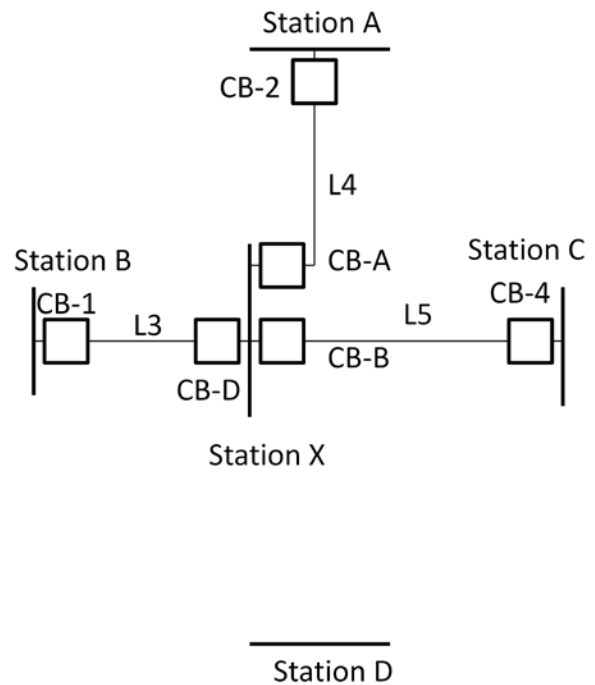 Station A
CB-2
L4
Station B
CB-A
Station C
CB-1
CB-4
L3
L5
CB-D
CB-B
Station X
Station D